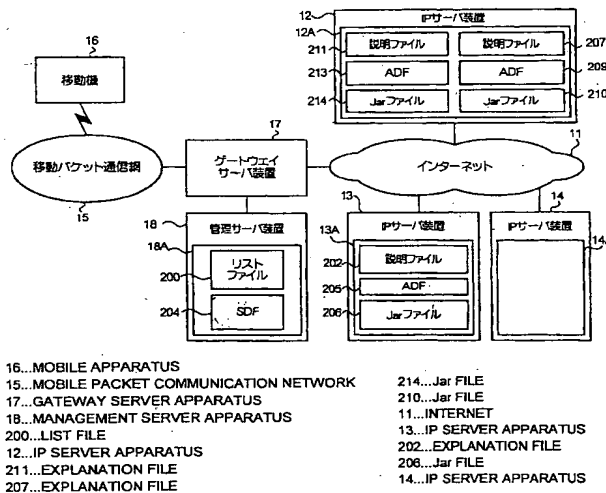 12
IPサーバ装置
16
移動機
12A
211
説明ファイル
説明ファイル
207
213
ADF
ADF
209
214
Jarファイル
Jarファイル
210
17
移動パケット通信網
15
ゲートウェイ
サーバ装置
インターネット
11
18
管理サーバ装置
18A
200
リスト
ファイル
204
SDF
13
IPサーバ装置
13A
202
説明ファイル
205
ADF
206
Jarファイル
14
IPサーバ装置
14A
16...MOBILE APPARATUS
15...MOBILE PACKET COMMUNICATION NETWORK
17...GATEWAY SERVER APPARATUS
18...MANAGEMENT SERVER APPARATUS
200...LIST FILE
12...IP SERVER APPARATUS
211...EXPLANATION FILE
207...EXPLANATION FILE
214...Jar FILE
210...Jar FILE
11...INTERNET
13...IP SERVER APPARATUS
202...EXPLANATION FILE
206...Jar FILE
14...IP SERVER APPARATUS